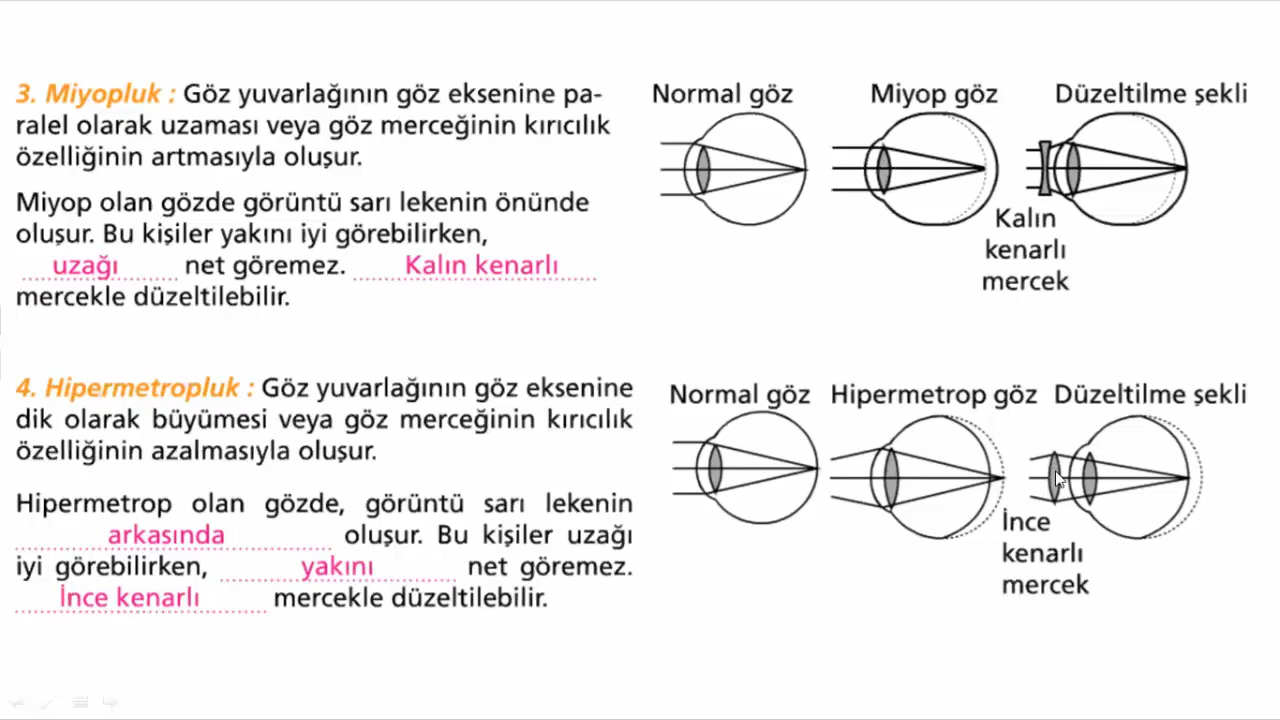 3. Miyopluk : Göz yuvarlağının göz eksenine pa-
ralel olarak uzaması veya göz merceğinin kırıcılık
özelliğinin artmasıyla oluşur.
Miyop olan gözde görüntü sarı lekenin önünde
oluşur. Bu kişiler yakını iyi görebilirken,
uzağı net göremez. Kalın kenarlı
mercekle düzeltilebilir.
Normal göz Miyop göz Düzeltilme şekli
Kalın
kenarlı
mercek
4. Hipermetropluk : Göz yuvarlağının göz eksenine
dik olarak büyümesi veya göz merceğinin kırıcılık
özelliğinin azalmasıyla oluşur.
Hipermetrop olan gözde, görüntü sarı lekenin
arkasında oluşur. Bu kişiler uzağı
iyi görebilirken, yakını net göremez.
İnce kenarlı mercekle düzeltilebilir.
Normal göz Hipermetrop göz Düzeltilme şekli
İnce
kenarlı
mercek